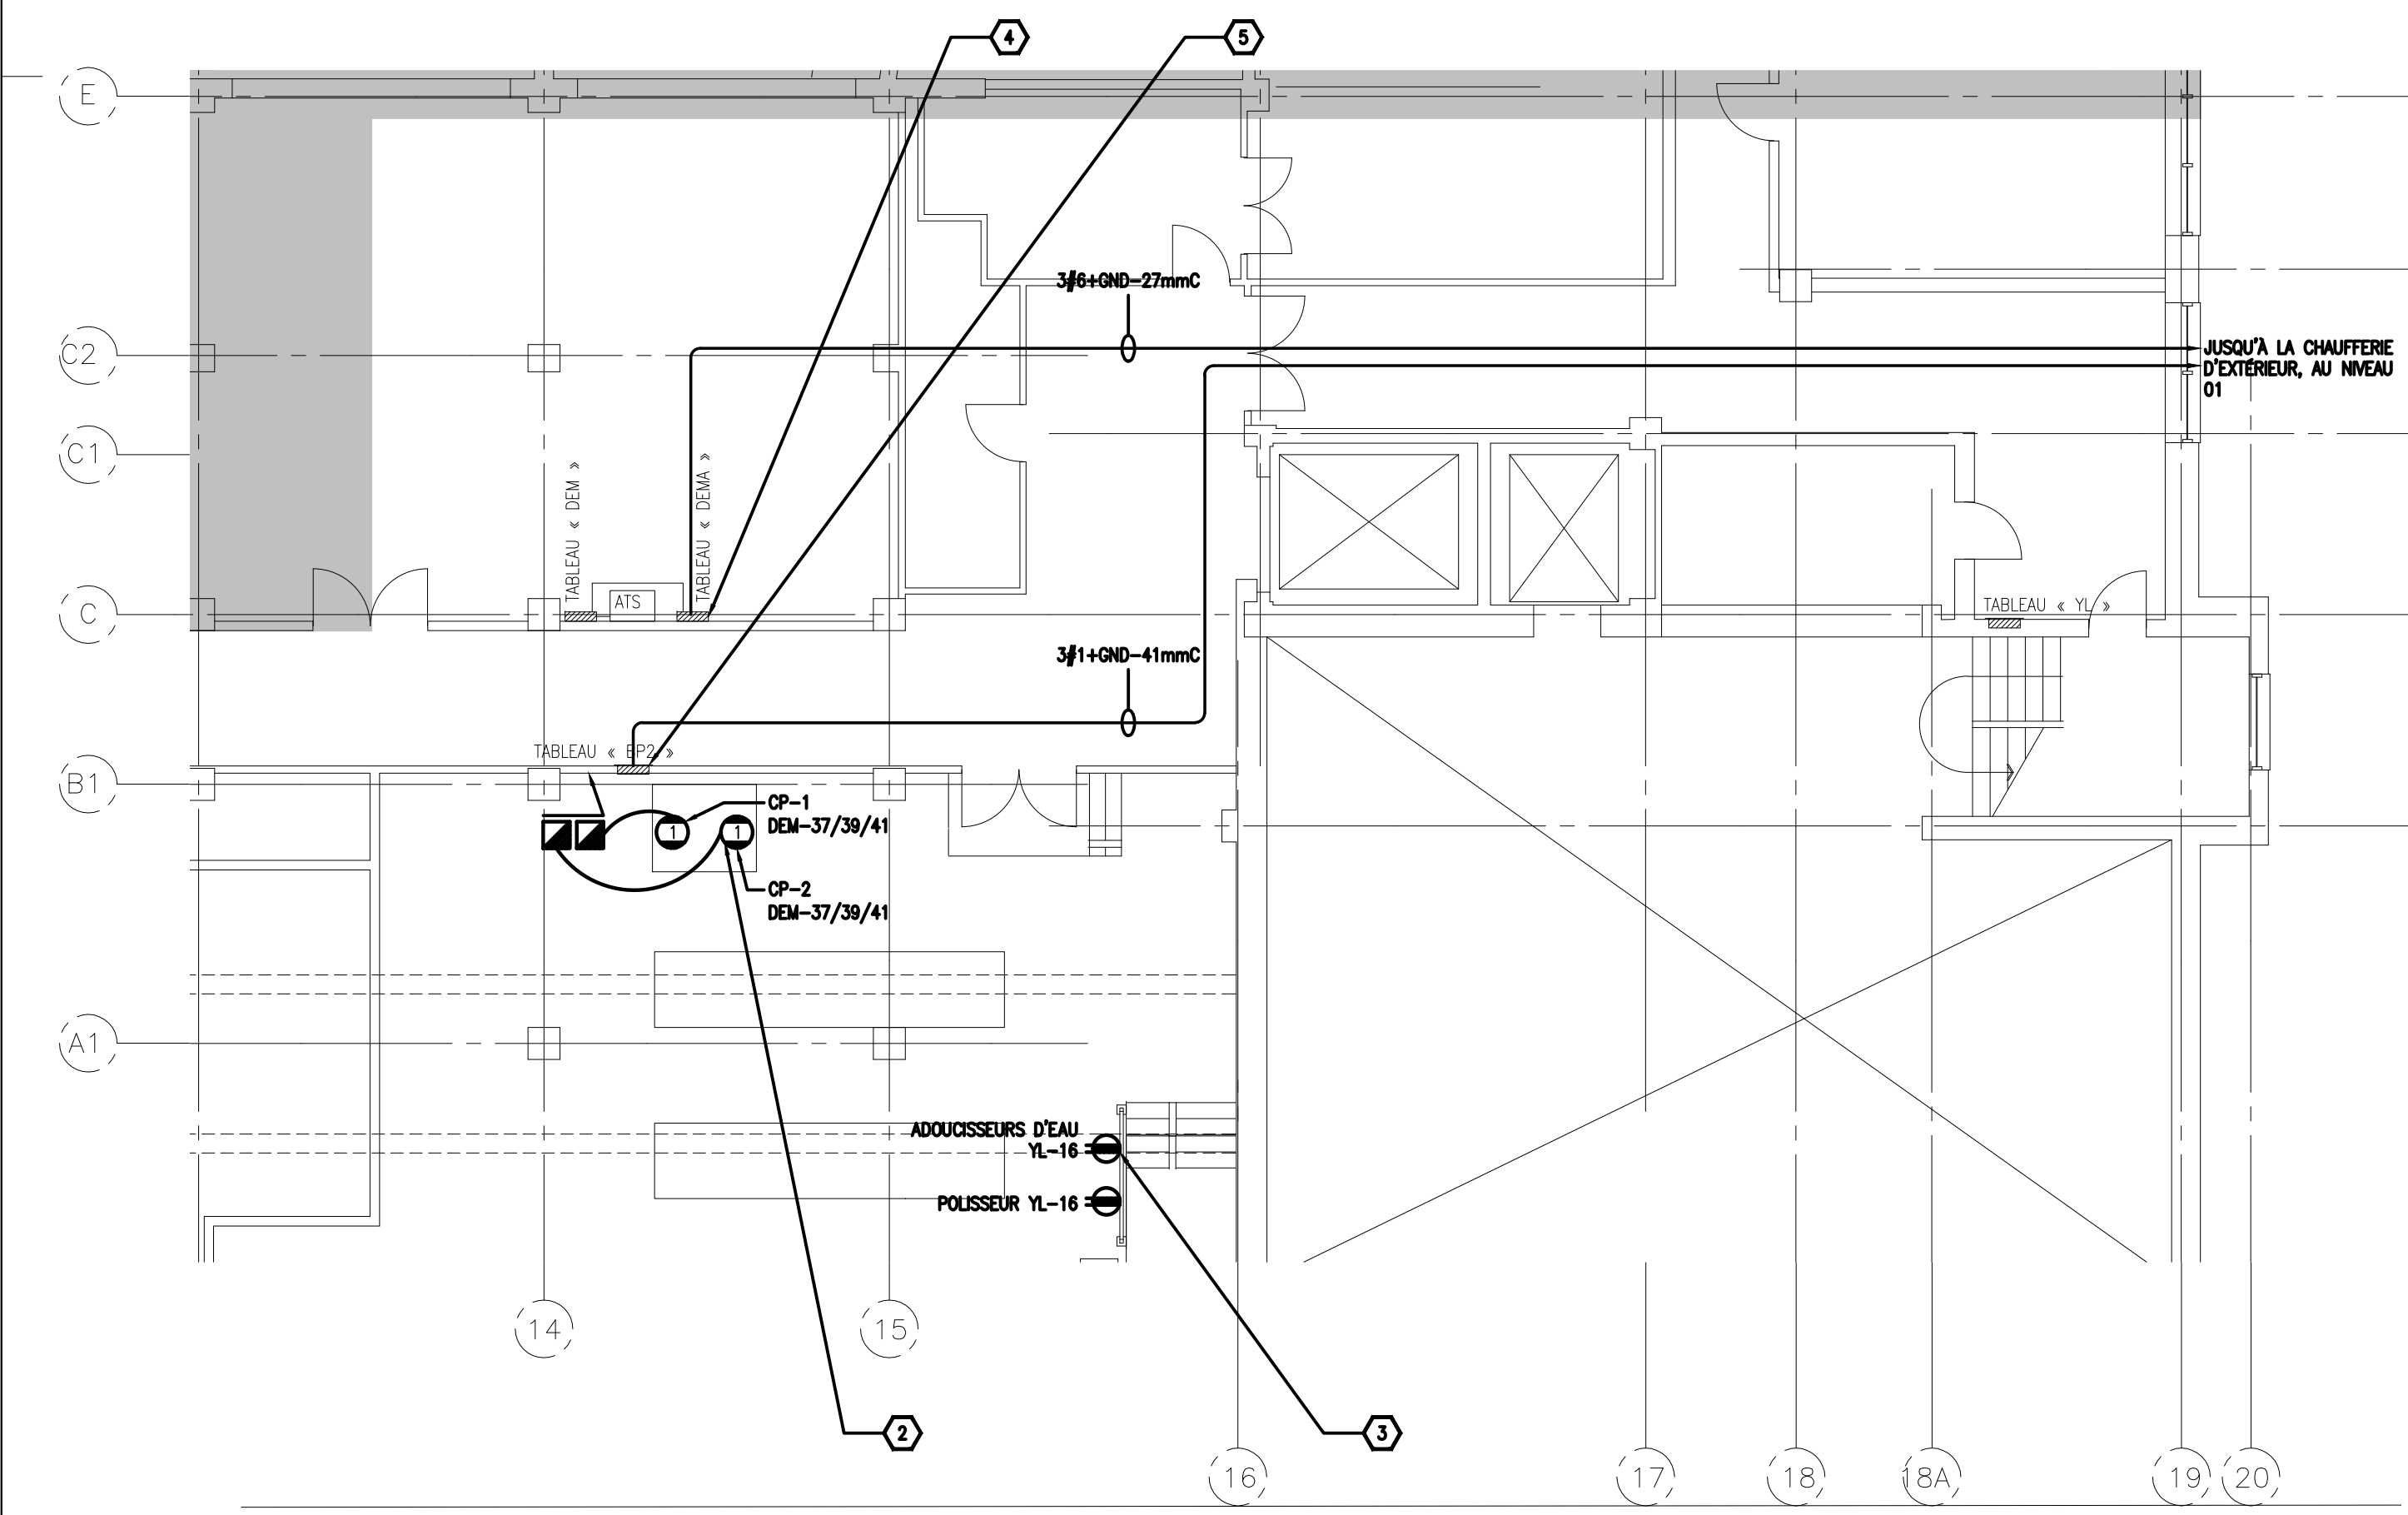 4
5
E
3#6+GND-27mmC
C2
JUSQU'À LA CHAUFFERIE
D'EXTÉRIEUR, AU NIVEAU
01
C1
TABLEAU « DEM »
TABLEAU « DEMA »
ATS
C
TABLEAU « YL »
3#1+GND-41mmC
TABLEAU « BP2 »
B1
CP-1
DEM-37/39/41
1
1
CP-2
DEM-37/39/41
A1
ADOUCISSEURS D'EAU
YL-16
POLISSEUR YL-16
14
15
2
3
16
17
18
18A
19
20